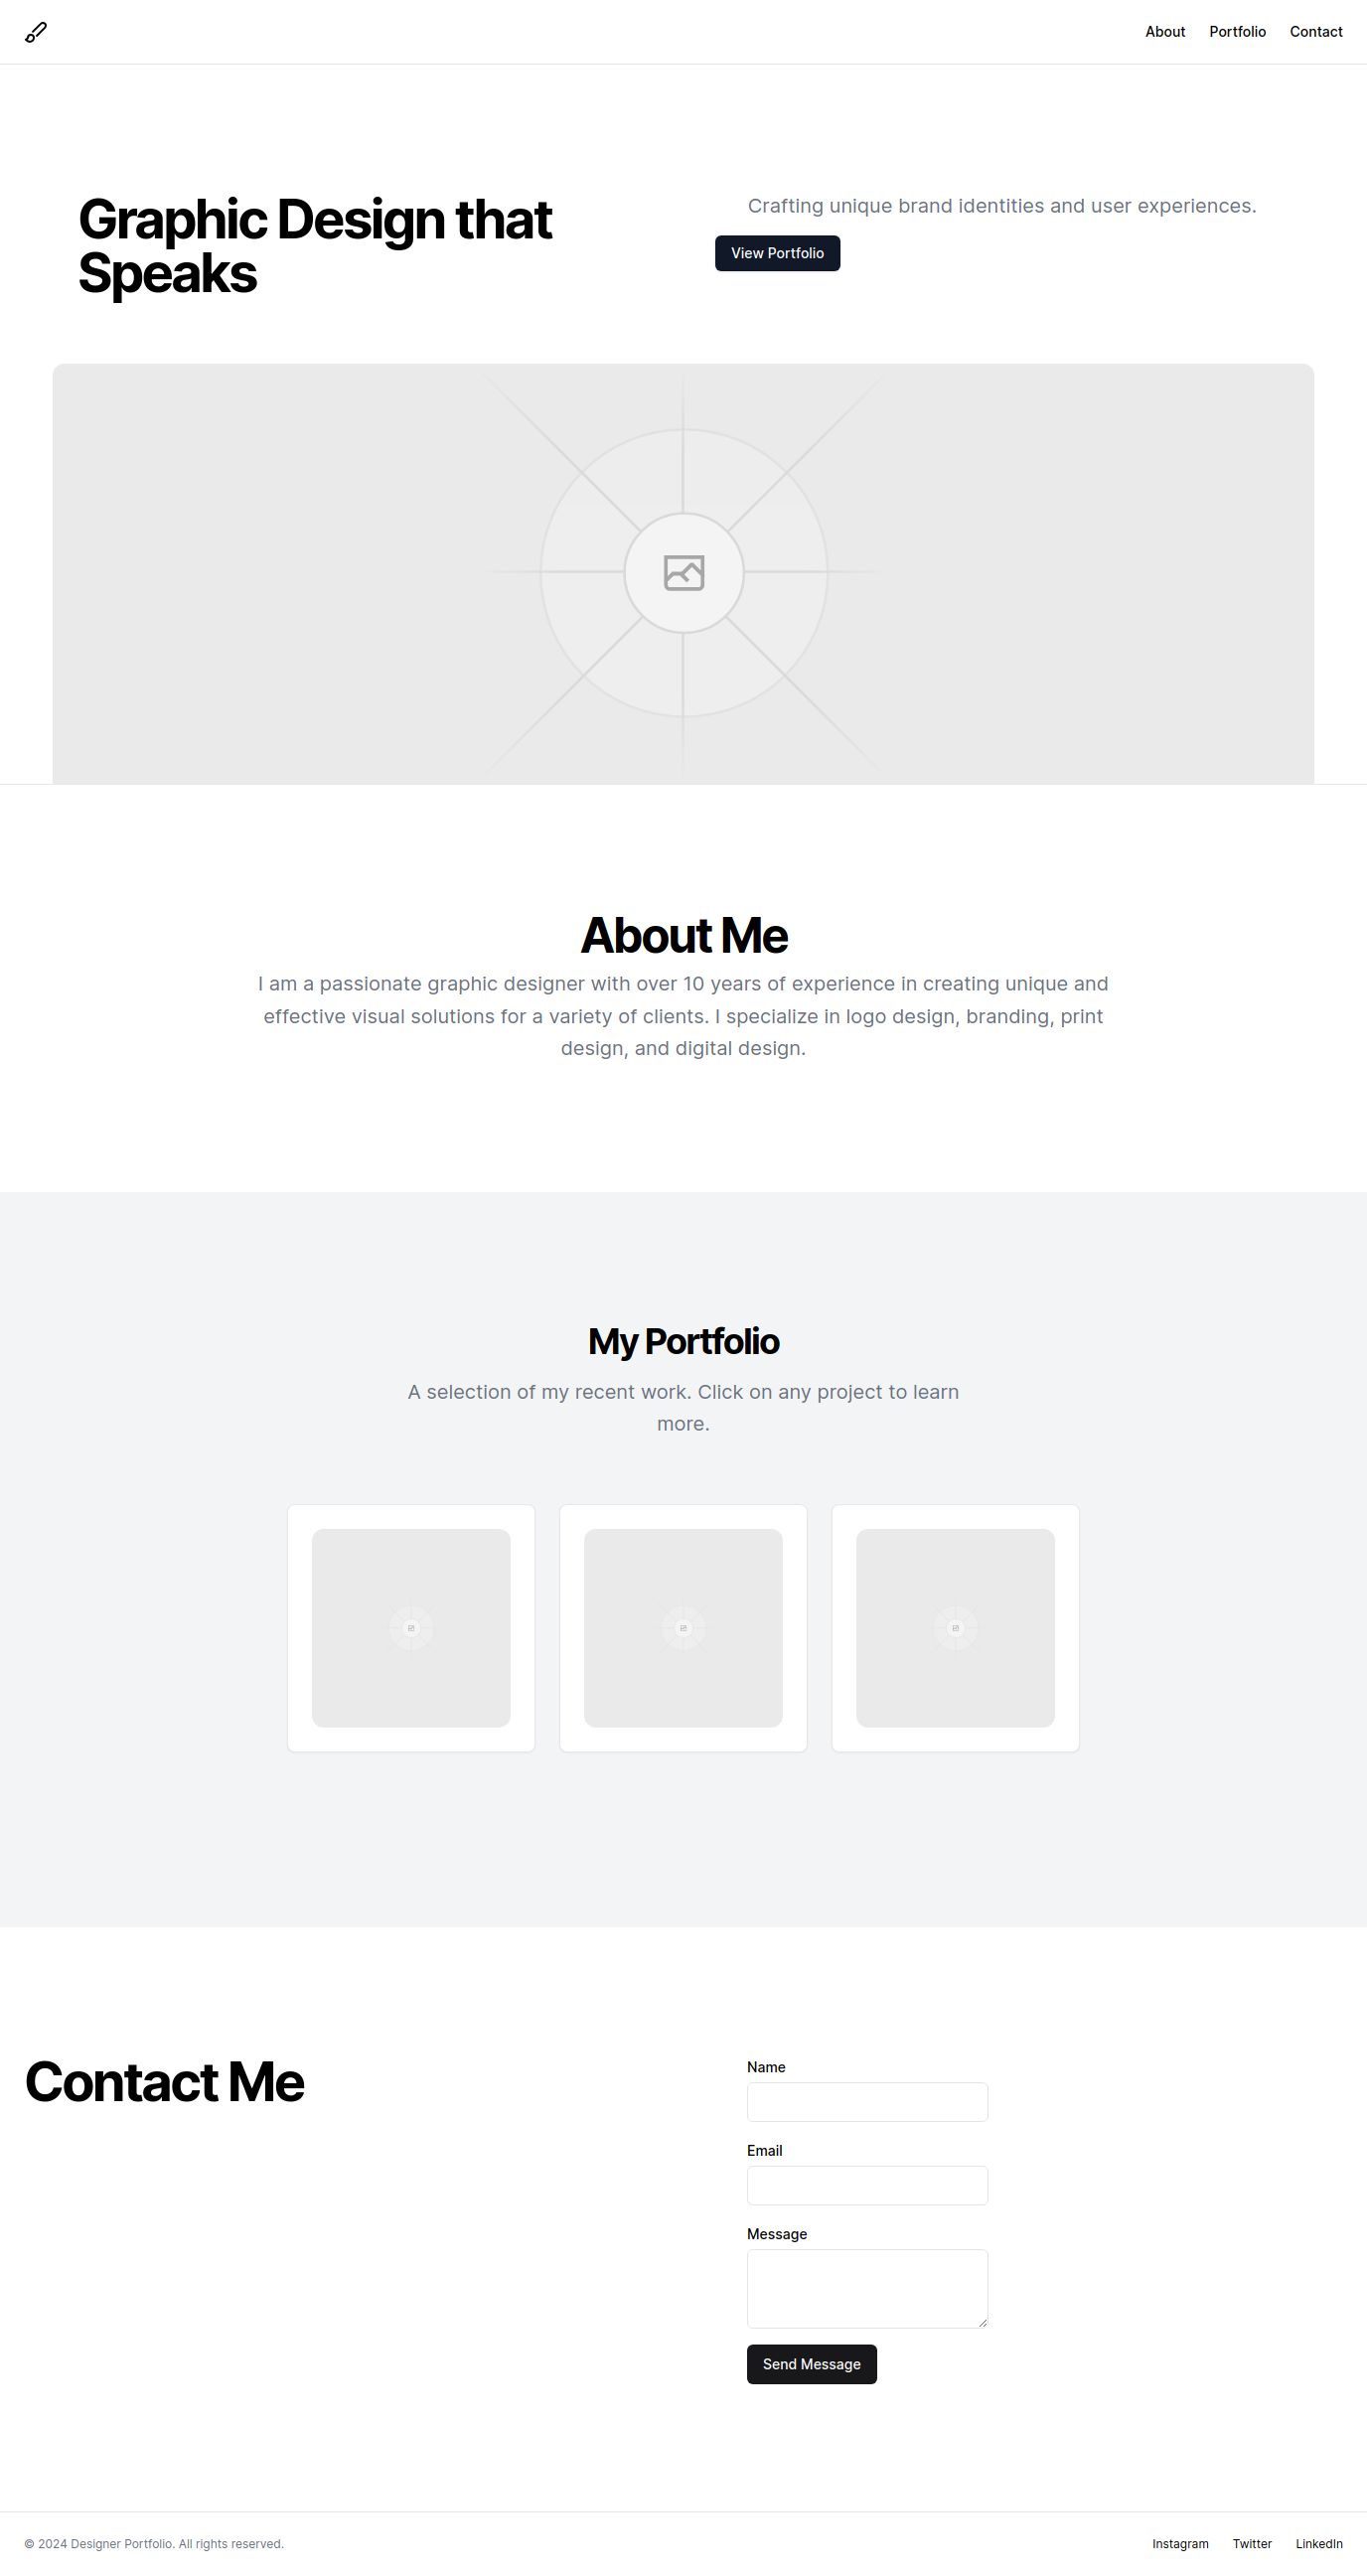 About Portfolio Contact
Graphic Design that
Speaks
Crafting unique brand identities and user experiences.
View Portfolio
About Me
I am a passionate graphic designer with over 10 years of experience in creating unique and
effective visual solutions for a variety of clients. I specialize in logo design, branding, print
design, and digital design.
My Portfolio
A selection of my recent work. Click on any project to learn
more.
Contact Me
Name
Email
Message
Send Message
© 2024 Designer Portfolio. All rights reserved.
Instagram Twitter LinkedIn